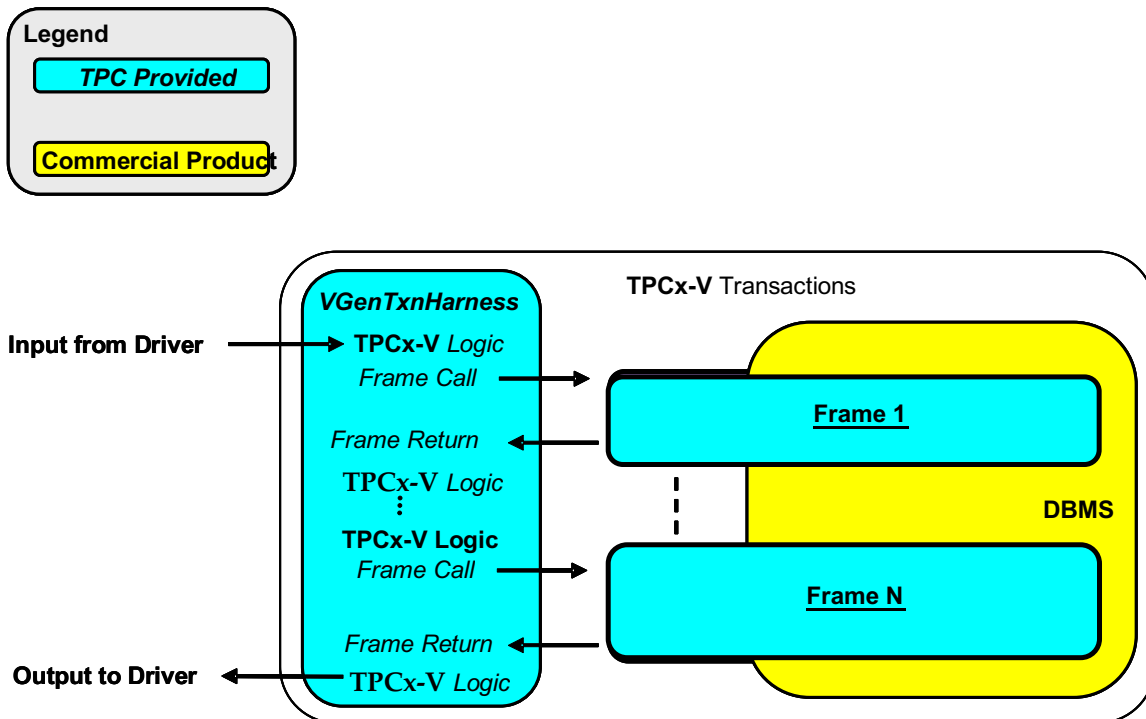 Legend
TPC Provided
Commercial Product
TPCx-V Transactions
VGenTxnHarness
Input from Driver
TPCx-V Logic
Frame Call
Frame 1
Frame Return
TPCx-V Logic
DBMS
TPCx-V Logic
Frame Call
Frame N
Frame Return
Output to Driver
TPCx-V Logic